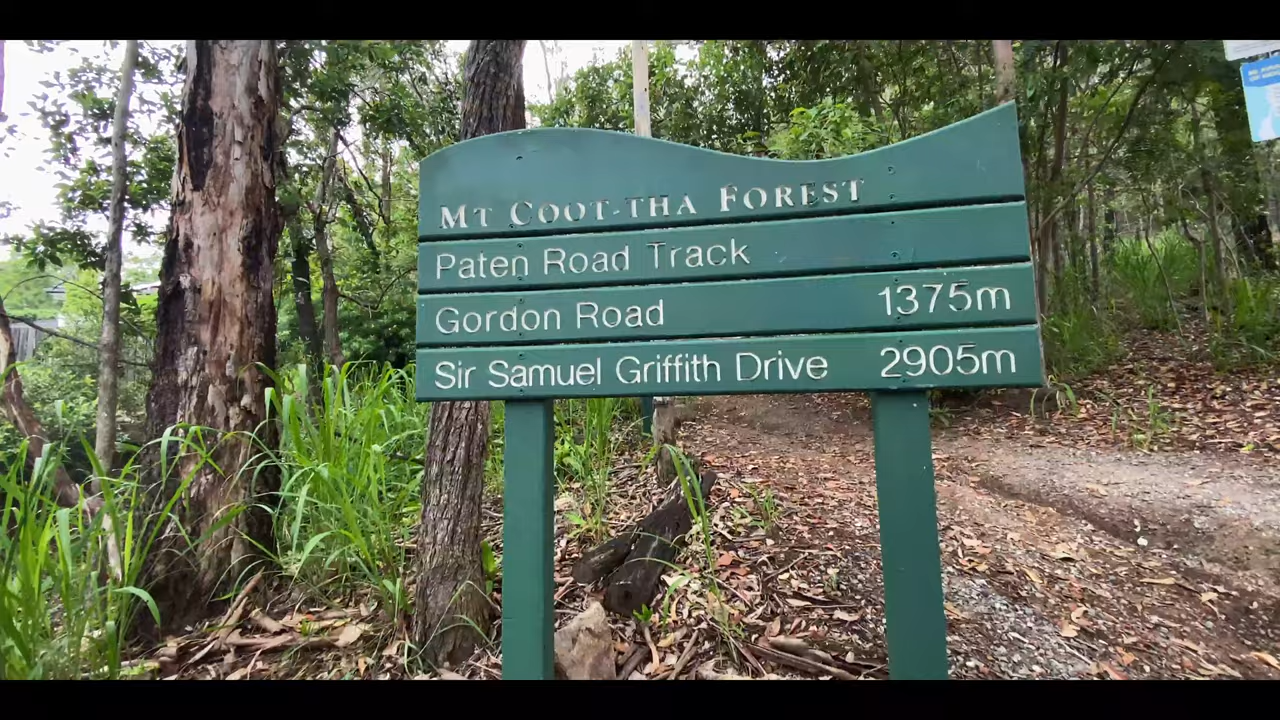 MT COOT-THA FOREST
Paten Road Track
Gordon Road 1375m
Sir Samuel Griffith Drive 2905m